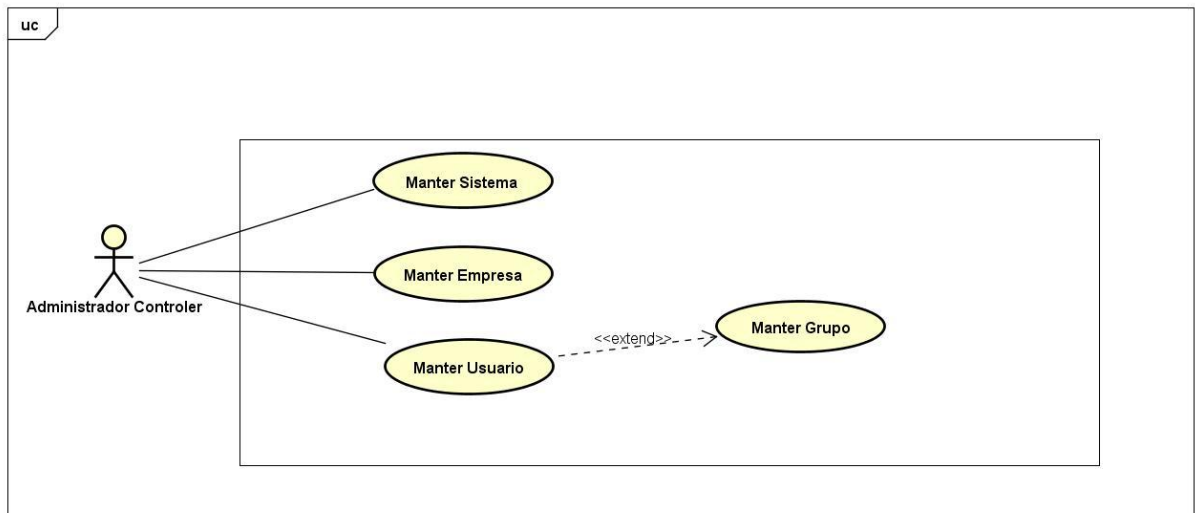 uc
Manter Sistema
Manter Empresa
Administrador Controler
Manter Grupo
<<extend>>
Manter Usuario